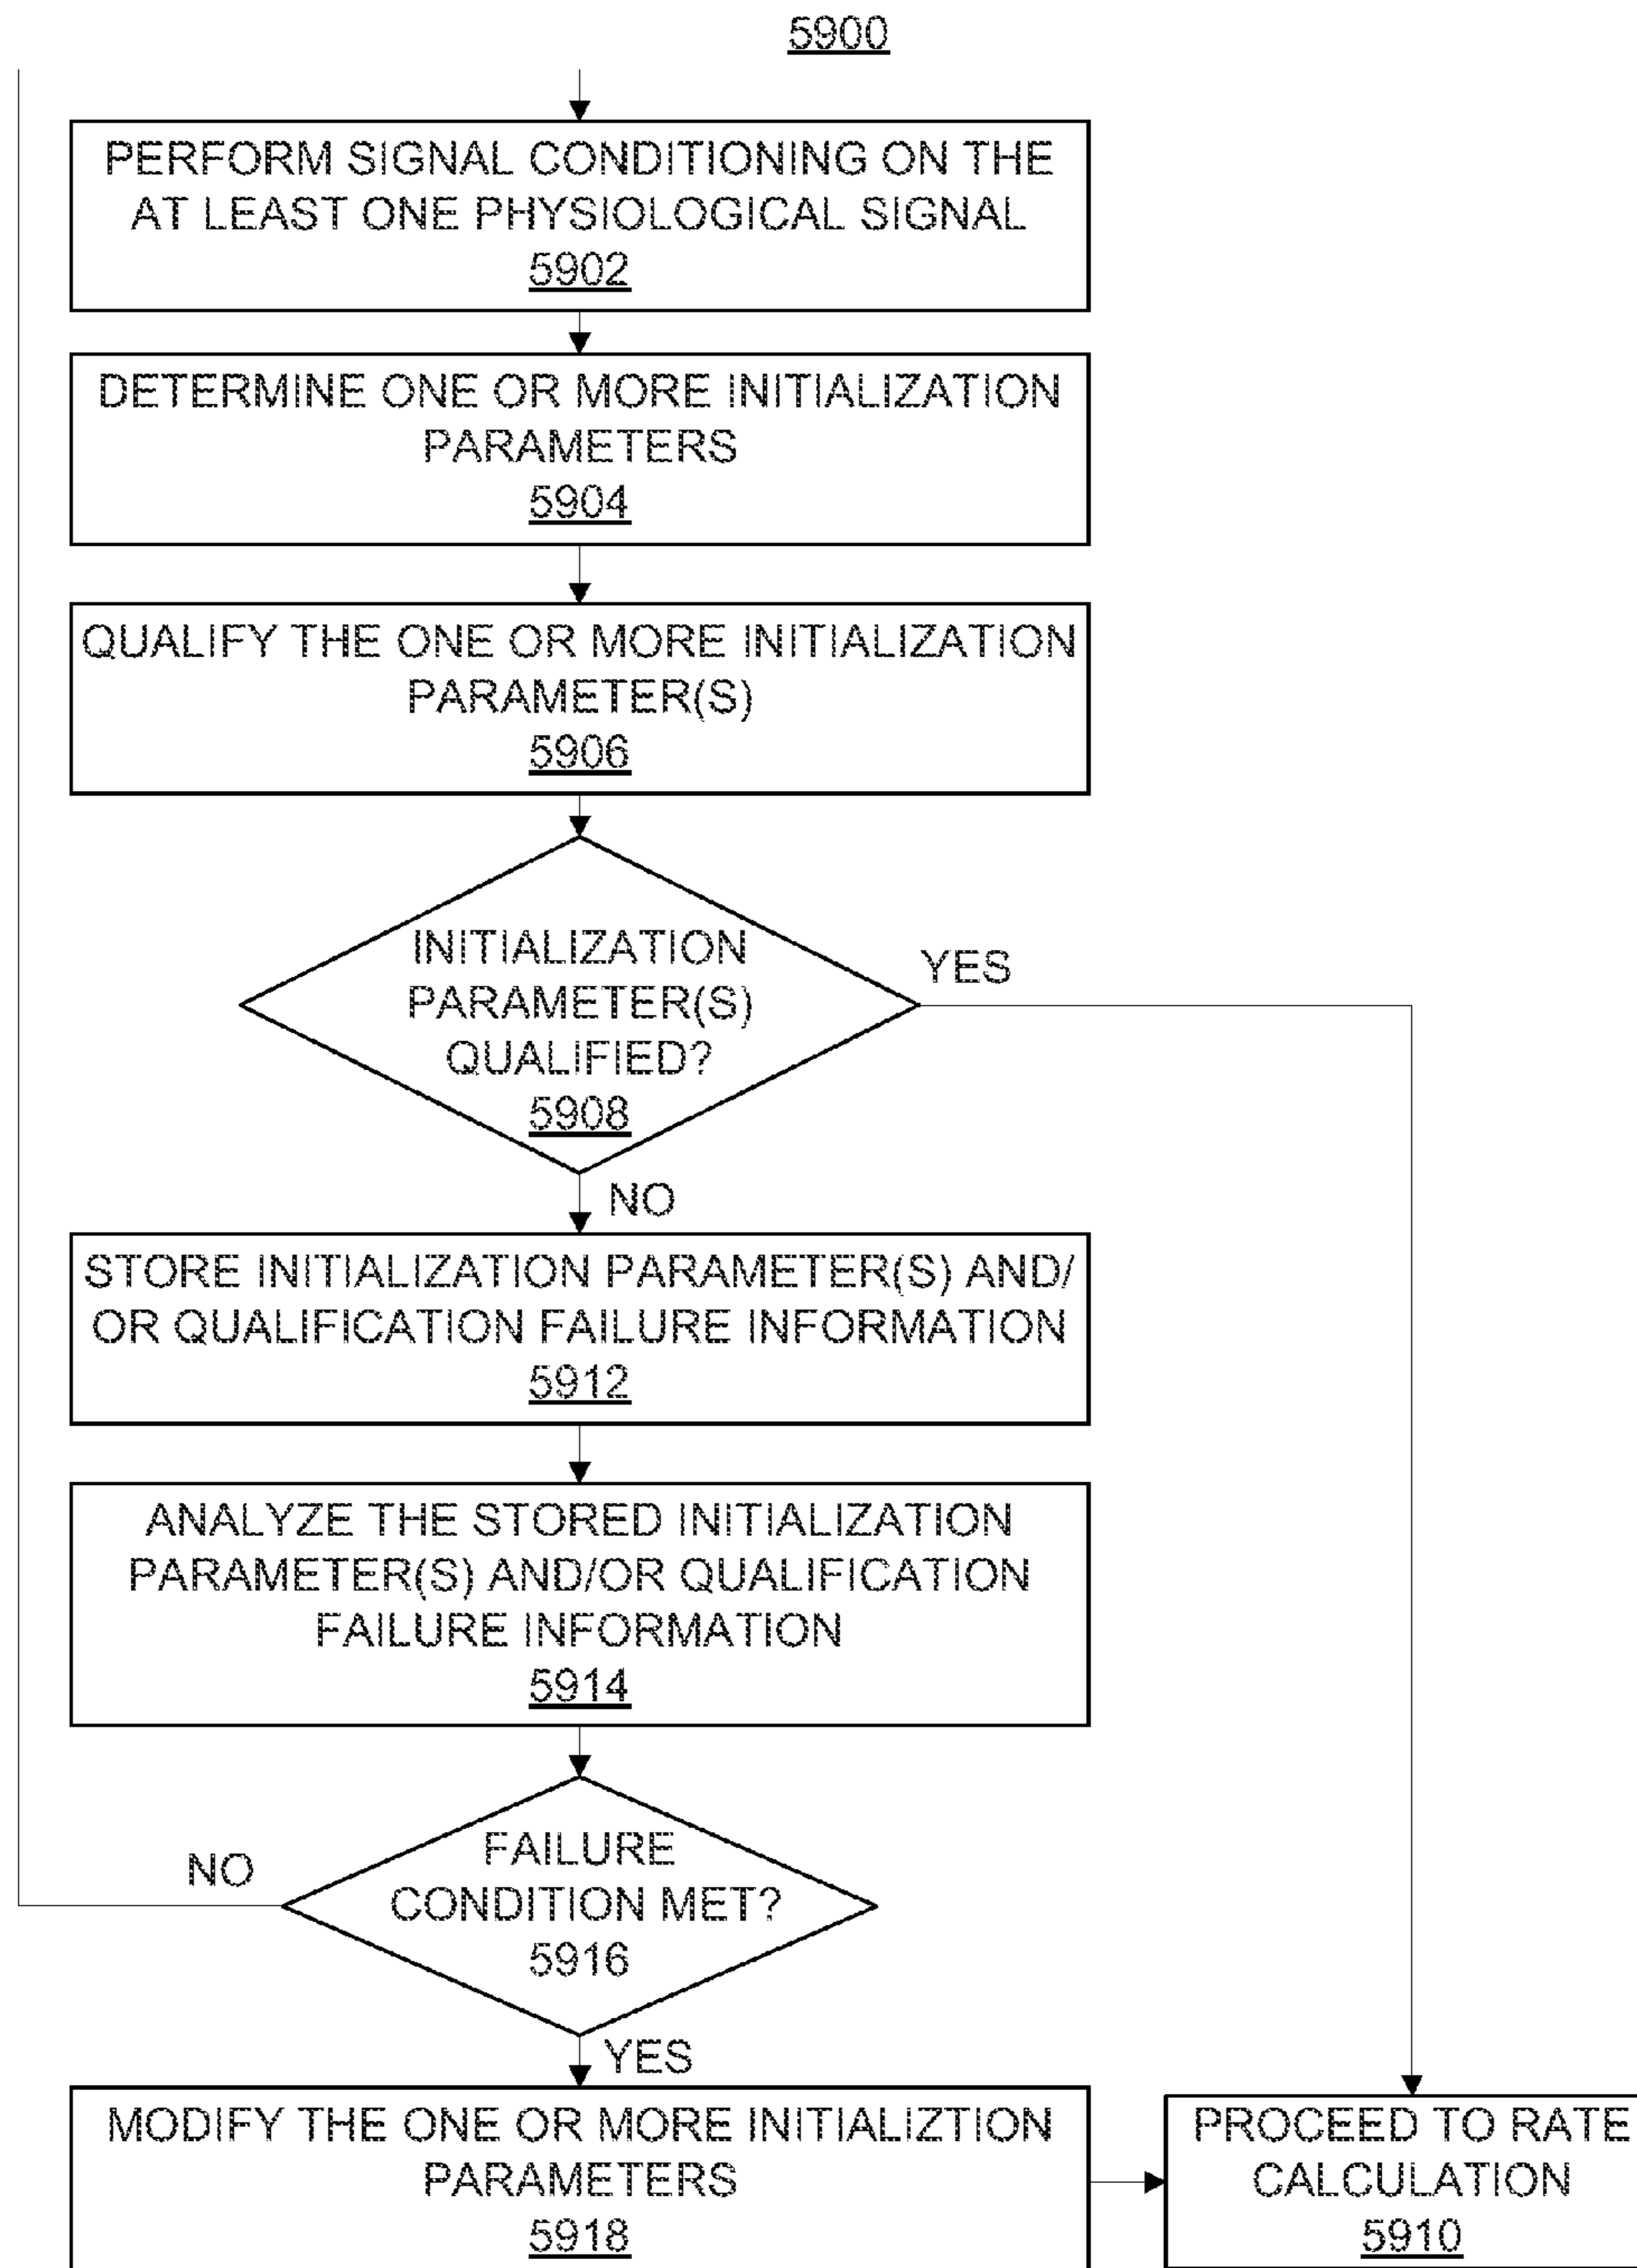 5900
PERFORM SIGNAL CONDITIONING ON THE
AT LEAST ONE PHYSIOLOGICAL SIGNAL
5902
DETERMINE ONE OR MORE INITIALIZATION
PARAMETERS
5904
QUALIFY THE ONE OR MORE INITIALIZATION
PARAMETER(S)
5906
INITIALIZATION
PARAMETER(S)
QUALIFIED?
5908
YES
NO
STORE INITIALIZATION PARAMETER(S) AND/
OR QUALIFICATION FAILURE INFORMATION
5912
ANALYZE THE STORED INITIALIZATION
PARAMETER(S) AND/OR QUALIFICATION
FAILURE INFORMATION
5914
FAILURE
CONDITION MET?
5916
NO
YES
MODIFY THE ONE OR MORE INITIALIZTION
PARAMETERS
5918
PROCEED TO RATE
CALCULATION
5910